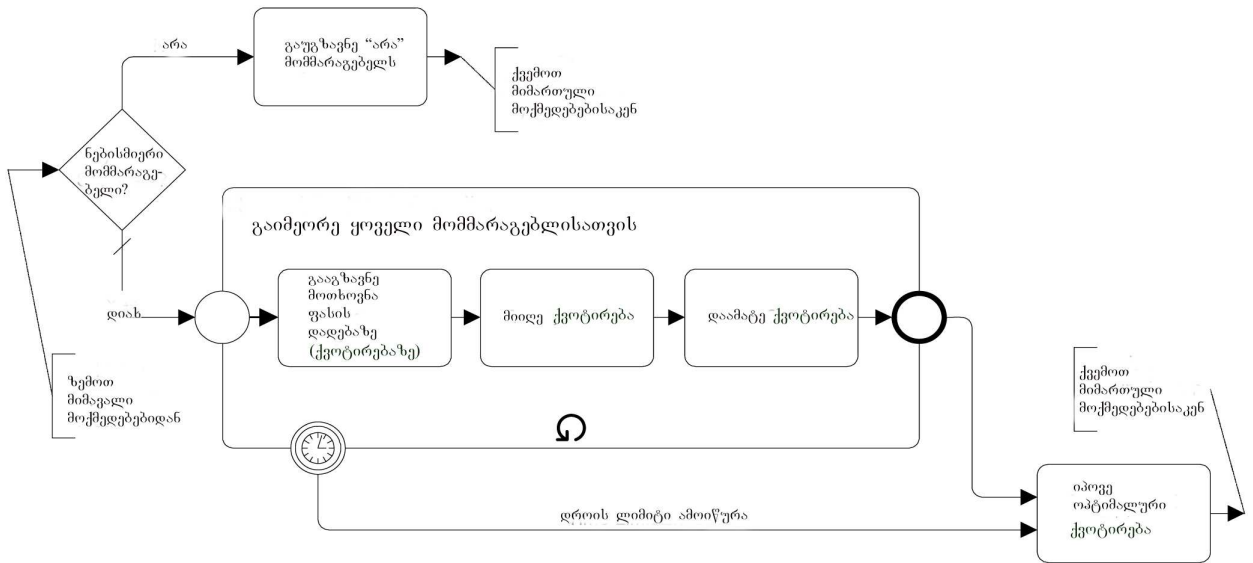 არა
გაუგზავნე “არა”
მომმარაგებელს
ქვემოთ
მიმართული
მოქმედებებისაკენ
ნებისმიერი
მომმარაგე-
ბელი?
გაიმეორე ყოველი მომმარაგებლისათვის
გააგზავნე
მოთხოვნა
ფასის
დადებაზე
(ქვოტირებაზე)
მიიღე ქვოტირება
დაამატე ქვოტირება
დიახ
ზემოთ
მიმავალი
მოქმედებებიდან
ქვემოთ
მიმართული
მოქმედებებისაკენ
დროის ლიმიტი ამოიწურა
იპოვე
ოპტიმალური
ქვოტირება